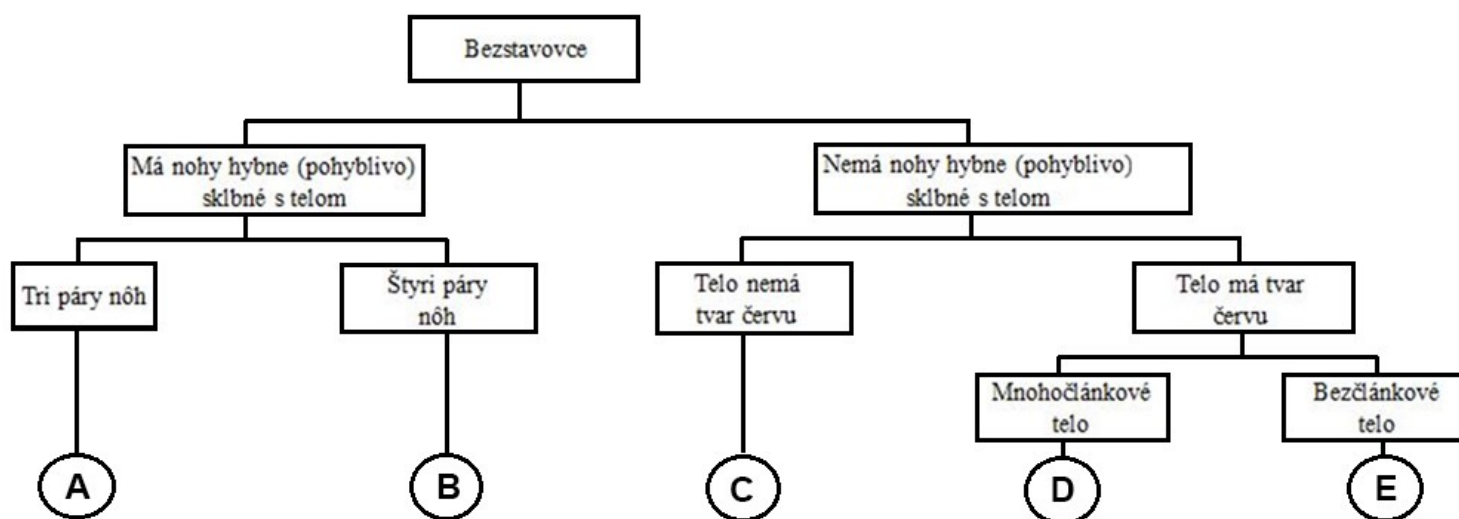 Bezstavovce
Má nohy hybne (pohyblivo)
sklbné s telom
Nemá nohy hybne (pohyblivo)
sklbné s telom
Tri páry nôh
Štyri páry
nôh
Telo nemá
tvar červu
Telo má tvar
červu
Mnohočlánkové
telo
Bezčlánkové
telo
A
B
C
D
E